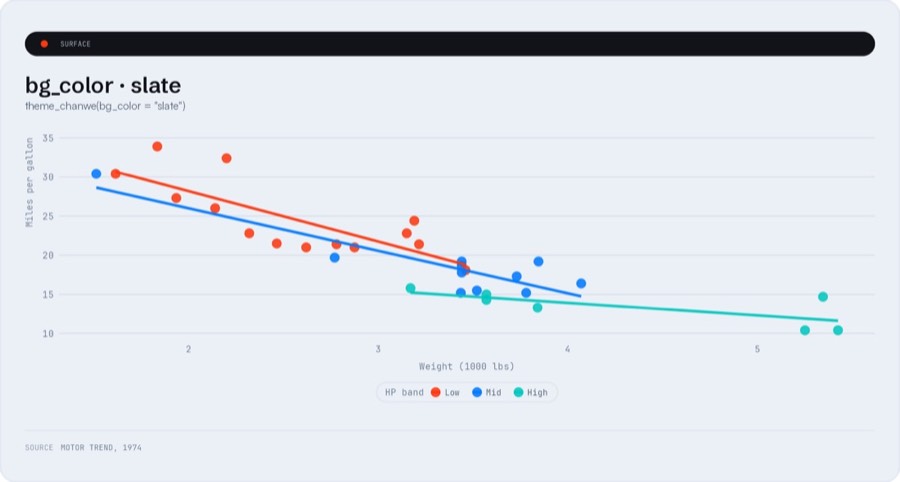 SURFACE
bg_color · slate
theme_chanwe(bg_color = "slate")
Miles per gallon
35
30
25
20
15
10
2 3 4 5
Weight (1000 lbs)
HP band Low Mid High
SOURCE MOTOR TREND, 1974